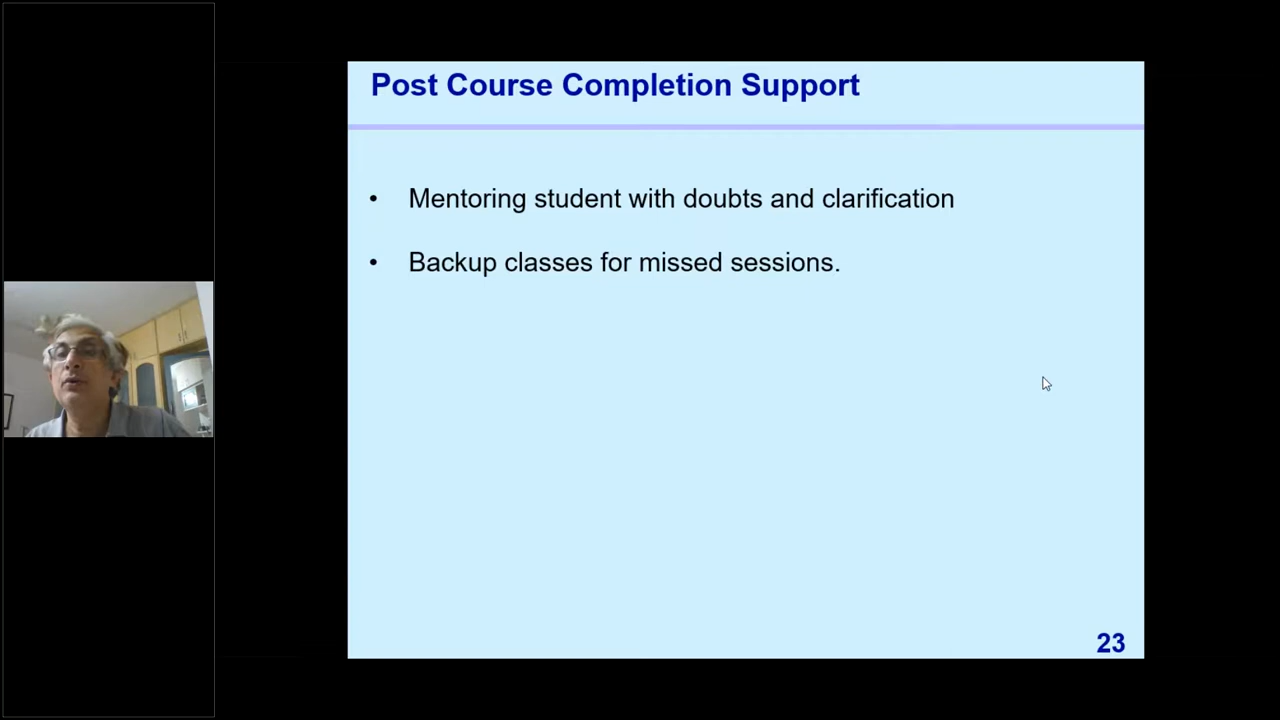 Post Course Completion Support
• Mentoring student with doubts and clarification
• Backup classes for missed sessions.
23